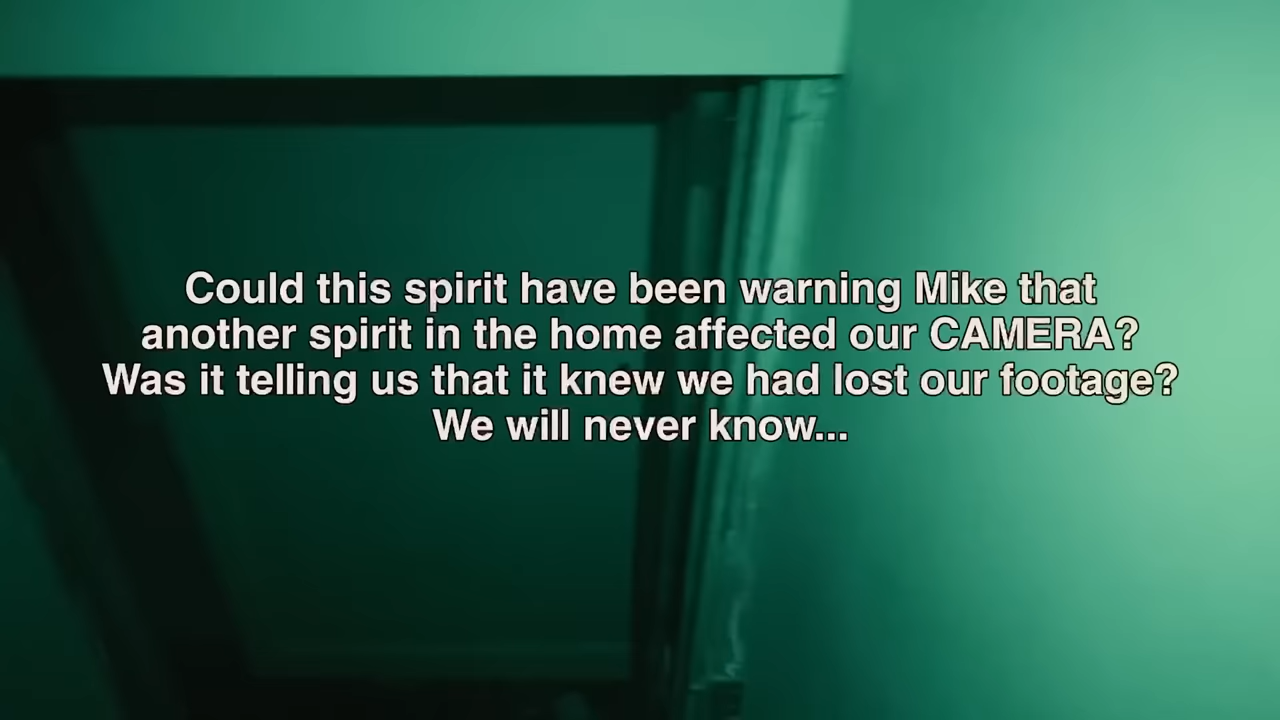 Could this spirit have been warning Mike that
another spirit in the home affected our CAMERA?
Was it telling us that it knew we had lost our footage?
We will never know...